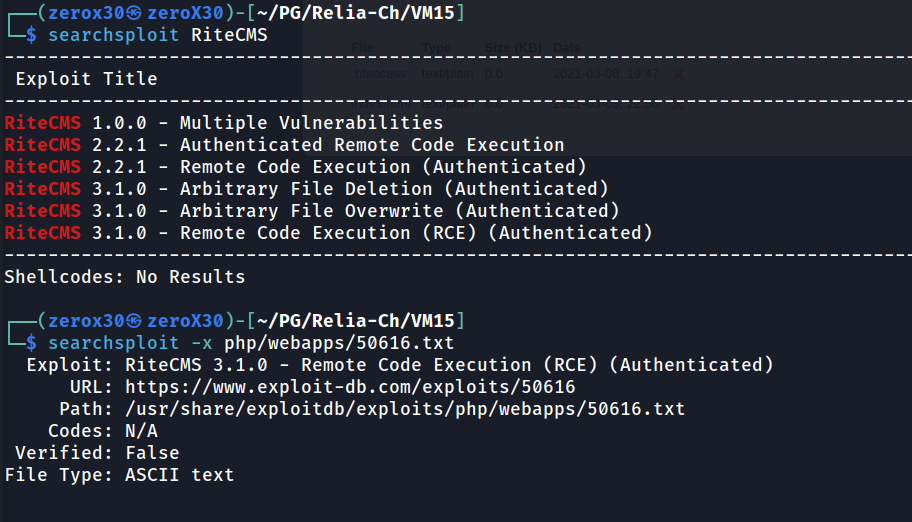 ┌──(zerox30㉿zeroX30)-[~/PG/Relia-Ch/VM15]
└─$ searchsploit RiteCMS
File Type Size (KB) Date
---------------------------------------------------------------------------------
.htaccess text/plain 0.0 2021-03-08, 19:47
 Exploit Title
---------------------------------------------------------------------------------
RiteCMS 1.0.0 - Multiple Vulnerabilities
RiteCMS 2.2.1 - Authenticated Remote Code Execution
RiteCMS 2.2.1 - Remote Code Execution (Authenticated)
RiteCMS 3.1.0 - Arbitrary File Deletion (Authenticated)
RiteCMS 3.1.0 - Arbitrary File Overwrite (Authenticated)
RiteCMS 3.1.0 - Remote Code Execution (RCE) (Authenticated)
---------------------------------------------------------------------------------
Shellcodes: No Results
┌──(zerox30㉿zeroX30)-[~/PG/Relia-Ch/VM15]
└─$ searchsploit -x php/webapps/50616.txt
  Exploit: RiteCMS 3.1.0 - Remote Code Execution (RCE) (Authenticated)
      URL: https://www.exploit-db.com/exploits/50616
     Path: /usr/share/exploitdb/exploits/php/webapps/50616.txt
    Codes: N/A
 Verified: False
File Type: ASCII text